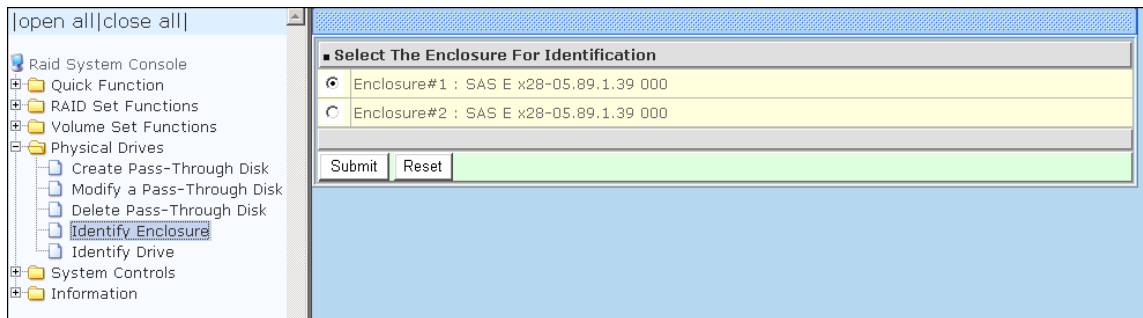 |open all|close all|
Raid System Console
Quick Function
RAID Set Functions
Volume Set Functions
Physical Drives
Create Pass-Through Disk
Modify a Pass-Through Disk
Delete Pass-Through Disk
Identify Enclosure
Identify Drive
System Controls
Information
Select The Enclosure For Identification
Enclosure#1 : SAS E x28-05.89.1.39 000
Enclosure#2 : SAS E x28-05.89.1.39 000
Submit Reset